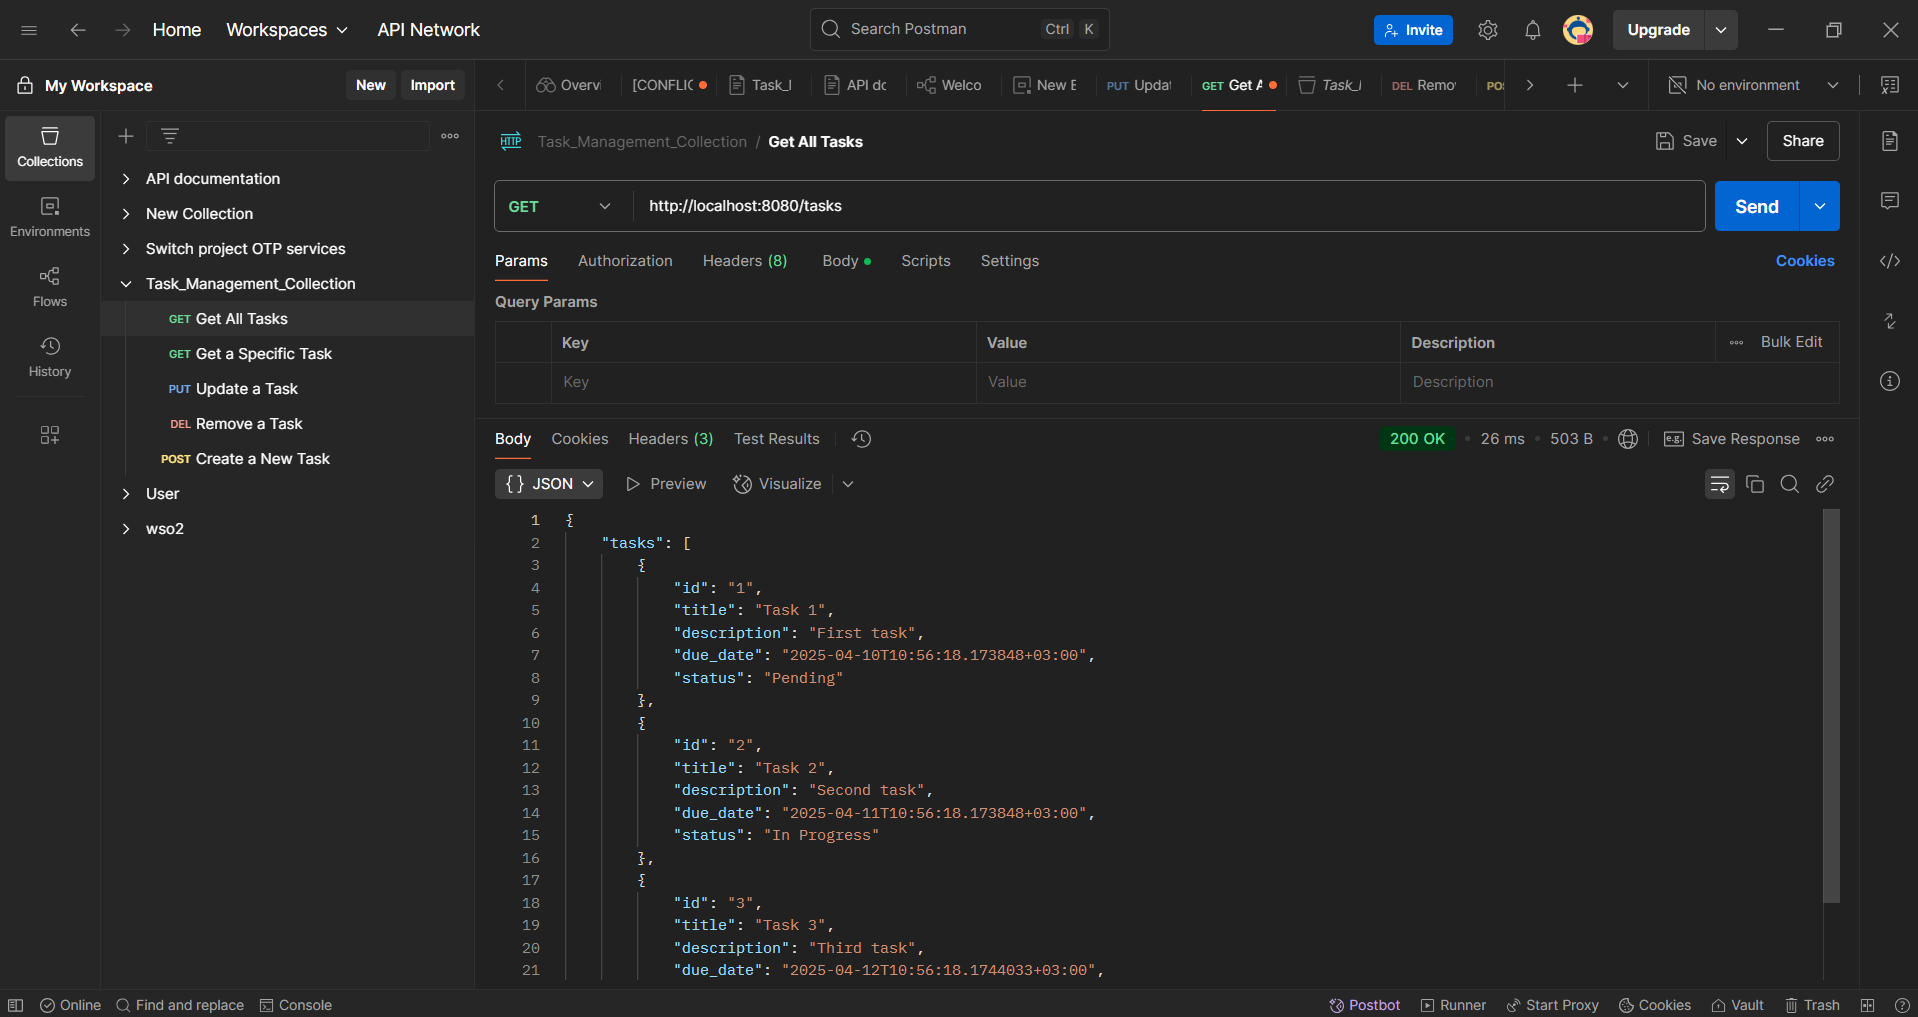 Home
Workspaces
API Network
Search Postman
Ctrl
K
Invite
Upgrade
My Workspace
New
Import
Overv
[CONFLIC
Task_
API dc
Welco
New E
PUT Updat
GET Get A
Task_
DEL Remo
POS
No environment
Collections
Environments
Flows
History
API documentation
New Collection
Switch project OTP services
Task_Management_Collection
GET Get All Tasks
GET Get a Specific Task
PUT Update a Task
DEL Remove a Task
POST Create a New Task
User
wso2
HTTP Task_Management_Collection / Get All Tasks
Save
Share
GET
http://localhost:8080/tasks
Send
Params
Authorization
Headers (8)
Body
Scripts
Settings
Cookies
Query Params
Key
Value
Description
Bulk Edit
Key
Value
Description
Body
Cookies
Headers (3)
Test Results
200 OK
26 ms
503 B
e.g. Save Response
{} JSON
Preview
Visualize
1 {
2 "tasks": [
3 {
4 "id": "1",
5 "title": "Task 1",
6 "description": "First task",
7 "due_date": "2025-04-10T10:56:18.173848+03:00",
8 "status": "Pending"
9 },
10 {
11 "id": "2",
12 "title": "Task 2",
13 "description": "Second task",
14 "due_date": "2025-04-11T10:56:18.173848+03:00",
15 "status": "In Progress"
16 },
17 {
18 "id": "3",
19 "title": "Task 3",
20 "description": "Third task",
21 "due_date": "2025-04-12T10:56:18.1744033+03:00",
Online
Find and replace
Console
Postbot
Runner
Start Proxy
Cookies
Vault
Trash